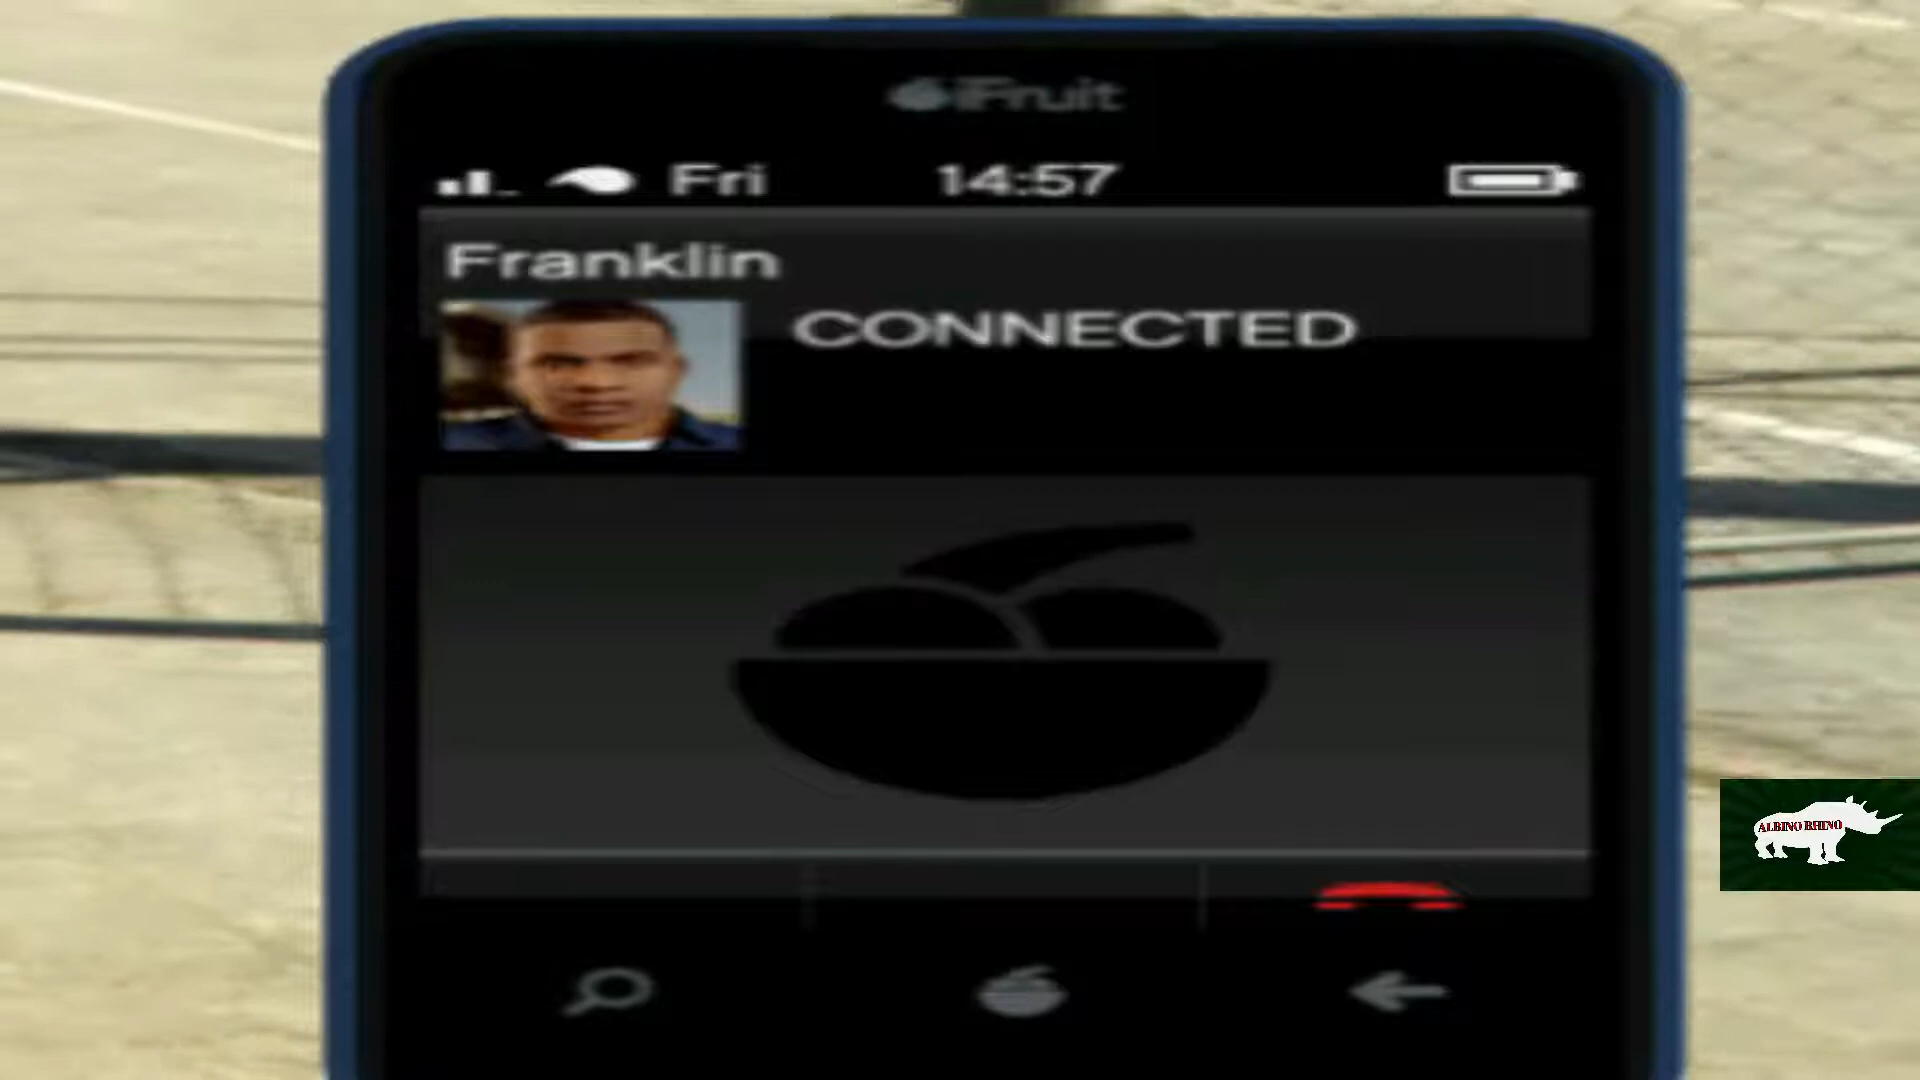 iFruit
Fri 14:57
Franklin
CONNECTED
ALBINO RHINO